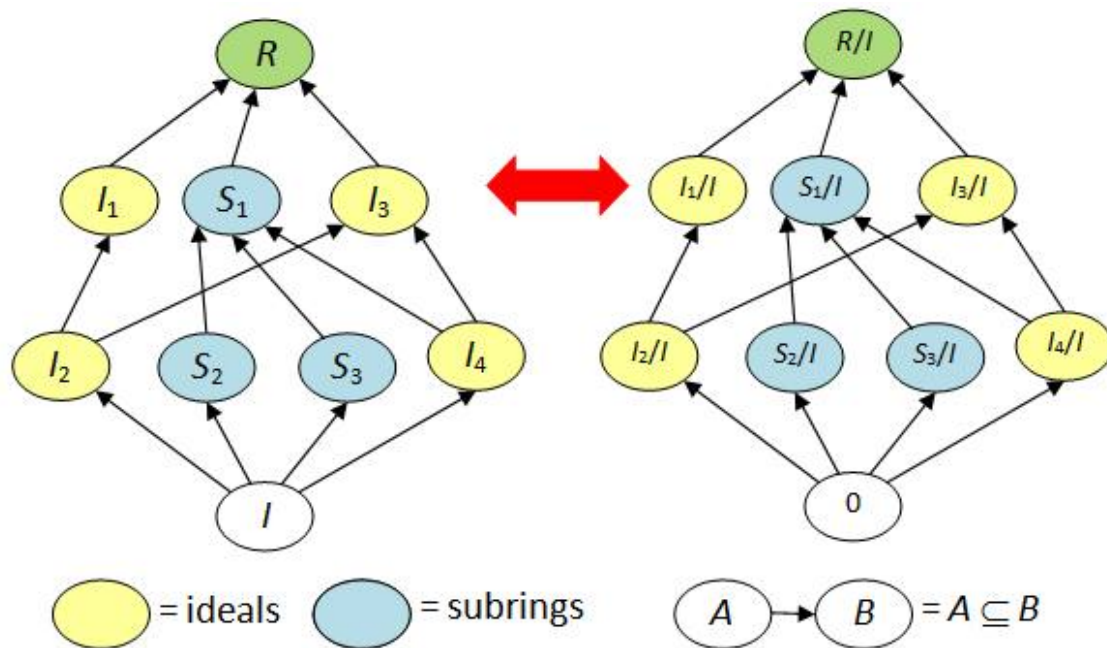 R R/I
I₁ S₁ I₃ I₁/I S₁/I I₃/I
I₂ S₂ S₃ I₄ I₂/I S₂/I S₃/I I₄/I
I 0
= ideals = subrings A B = A ⊆ B